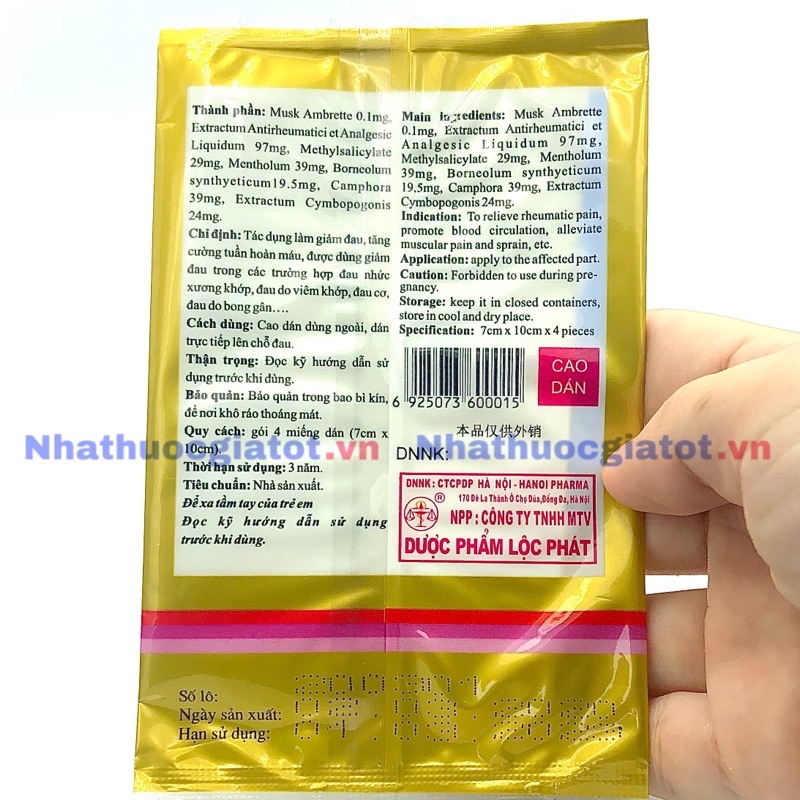 Thành phần: Musk Ambrette 0.1mg,
Extractum Antirheumatici et Analgesic
Liquidum 97mg, Methylsalicylate
29mg, Mentholum 39mg, Borneolum
synthyeticum19.5mg, Camphora
39mg, Extractum Cymbopogonis
24mg.
Chỉ định: Tác dụng làm giảm đau, tăng
cường tuần hoàn máu, được dùng giảm
đau trong các trường hợp đau nhức
xương khớp, đau do viêm khớp, đau cơ,
đau do bong gân….
Cách dùng: Cao dán dùng ngoài, dán
trực tiếp lên chỗ đau.
Thận trọng: Đọc kỹ hướng dẫn sử
dụng trước khi dùng.
Bảo quản: Bảo quản trong bao bì kín,
để nơi khô ráo thoáng mát.
Quy cách: gói 4 miếng dán (7cm x
10cm).
Thời hạn sử dụng: 3 năm.
Tiêu chuẩn: Nhà sản xuất.
Để xa tầm tay của trẻ em
Đọc kỹ hướng dẫn sử dụng
trước khi dùng.
Main ingredients: Musk Ambrette
0.1mg, Extractum Antirheumatici et
Analgesic Liquidum 97mg,
Methylsalicylate 29mg, Mentholum
39mg, Borneolum synthyeticum
19.5mg, Camphora 39mg, Extractum
Cymbopogonis 24mg.
Indication: To relieve rheumatic pain,
promote blood circulation, alleviate
muscular pain and sprain, etc.
Application: apply to the affected part.
Caution: Forbidden to use during pre-
gnancy.
Storage: keep it in closed containers,
store in cool and dry place.
Specification: 7cm x 10cm x 4 pieces
6 925073 600015
CAO
DÁN
本品仅供外销
Nhathuocgiatot.vn Nhathuocgiatot.vn
DNNK:
DNNK: CTCPDP HÀ NỘI - HANOI PHARMA
170 Đê La Thành Ô Chợ Dừa,Đống Đa, Hà Nội
®
NPP : CÔNG TY TNHH MTV
DƯỢC PHẨM LỘC PHÁT
Số lô:
Ngày sản xuất:
Hạn sử dụng: